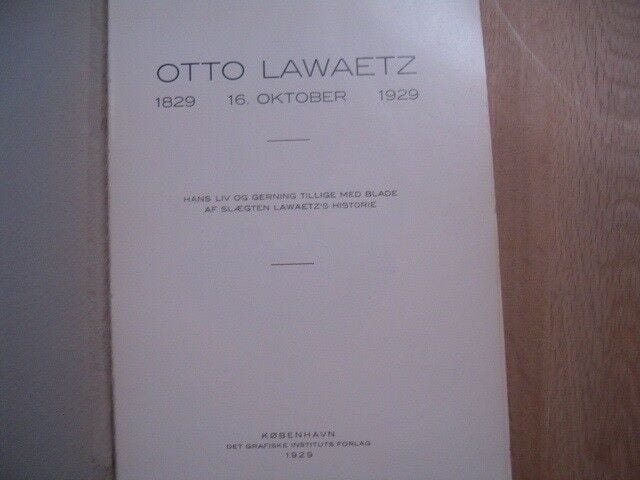 OTTO LAWAETZ
1829 16. OKTOBER 1929
HANS LIV OG GERNING TILLIGE MED BLADE
AF SLÆGTEN LAWAETZ'S HISTORIE
KØBENHAVN
DET GRAFISKE INSTITUTS FORLAG
1929